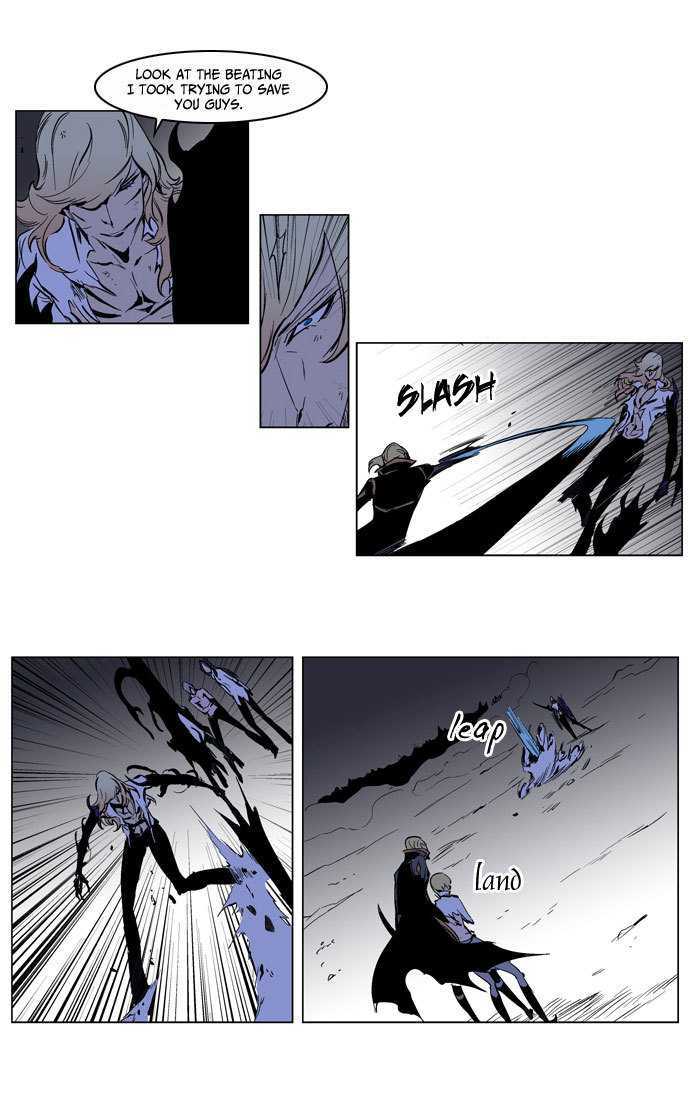 LOOK AT THE BEATING
I TOOK TRYING TO SAVE
YOU GUYS.
SLASH
leap
land